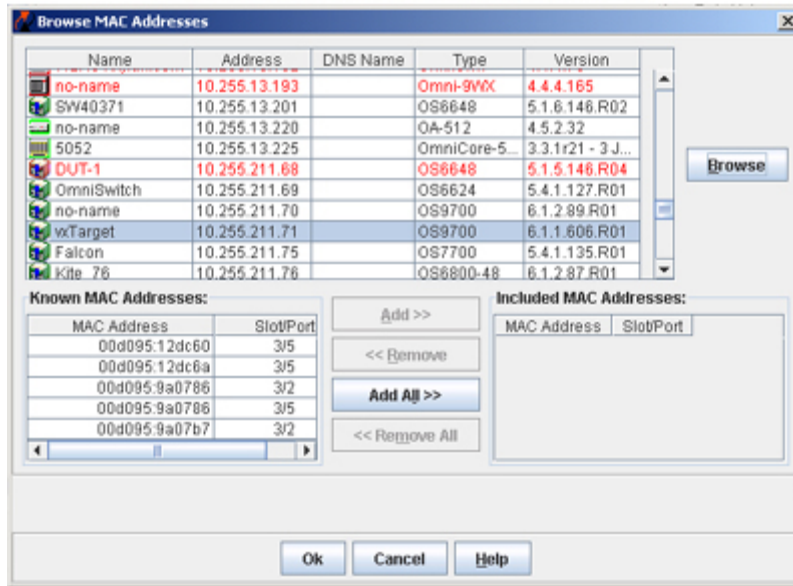 Browse MAC Addresses
Name Address DNS Name Type Version
no-name 10.255.13.193 Omni-9WX 4.4.4.165
SW40371 10.255.13.201 OS6648 5.1.6.146.R02
no-name 10.255.13.220 OA-512 4.5.2.32
5052 10.255.13.225 OmniCore-5... 3.3.1r21 - 3 J...
DUT-1 10.255.211.68 OS6648 5.1.5.146.R04
OmniSwitch 10.255.211.69 OS6624 5.4.1.127.R01
no-name 10.255.211.70 OS9700 6.1.2.89.R01
vxTarget 10.255.211.71 OS9700 6.1.1.606.R01
Falcon 10.255.211.75 OS7700 5.4.1.135.R01
Kite_76 10.255.211.76 OS6800-48 6.1.2.87.R01
Browse
Known MAC Addresses:
MAC Address Slot/Port
00d095:12dc60 3/5
00d095:12dc6a 3/5
00d095:9a0786 3/2
00d095:9a0786 3/5
00d095:9a07b7 3/2
Add >>
<< Remove
Add All >>
<< Remove All
Included MAC Addresses:
MAC Address Slot/Port
Ok Cancel Help